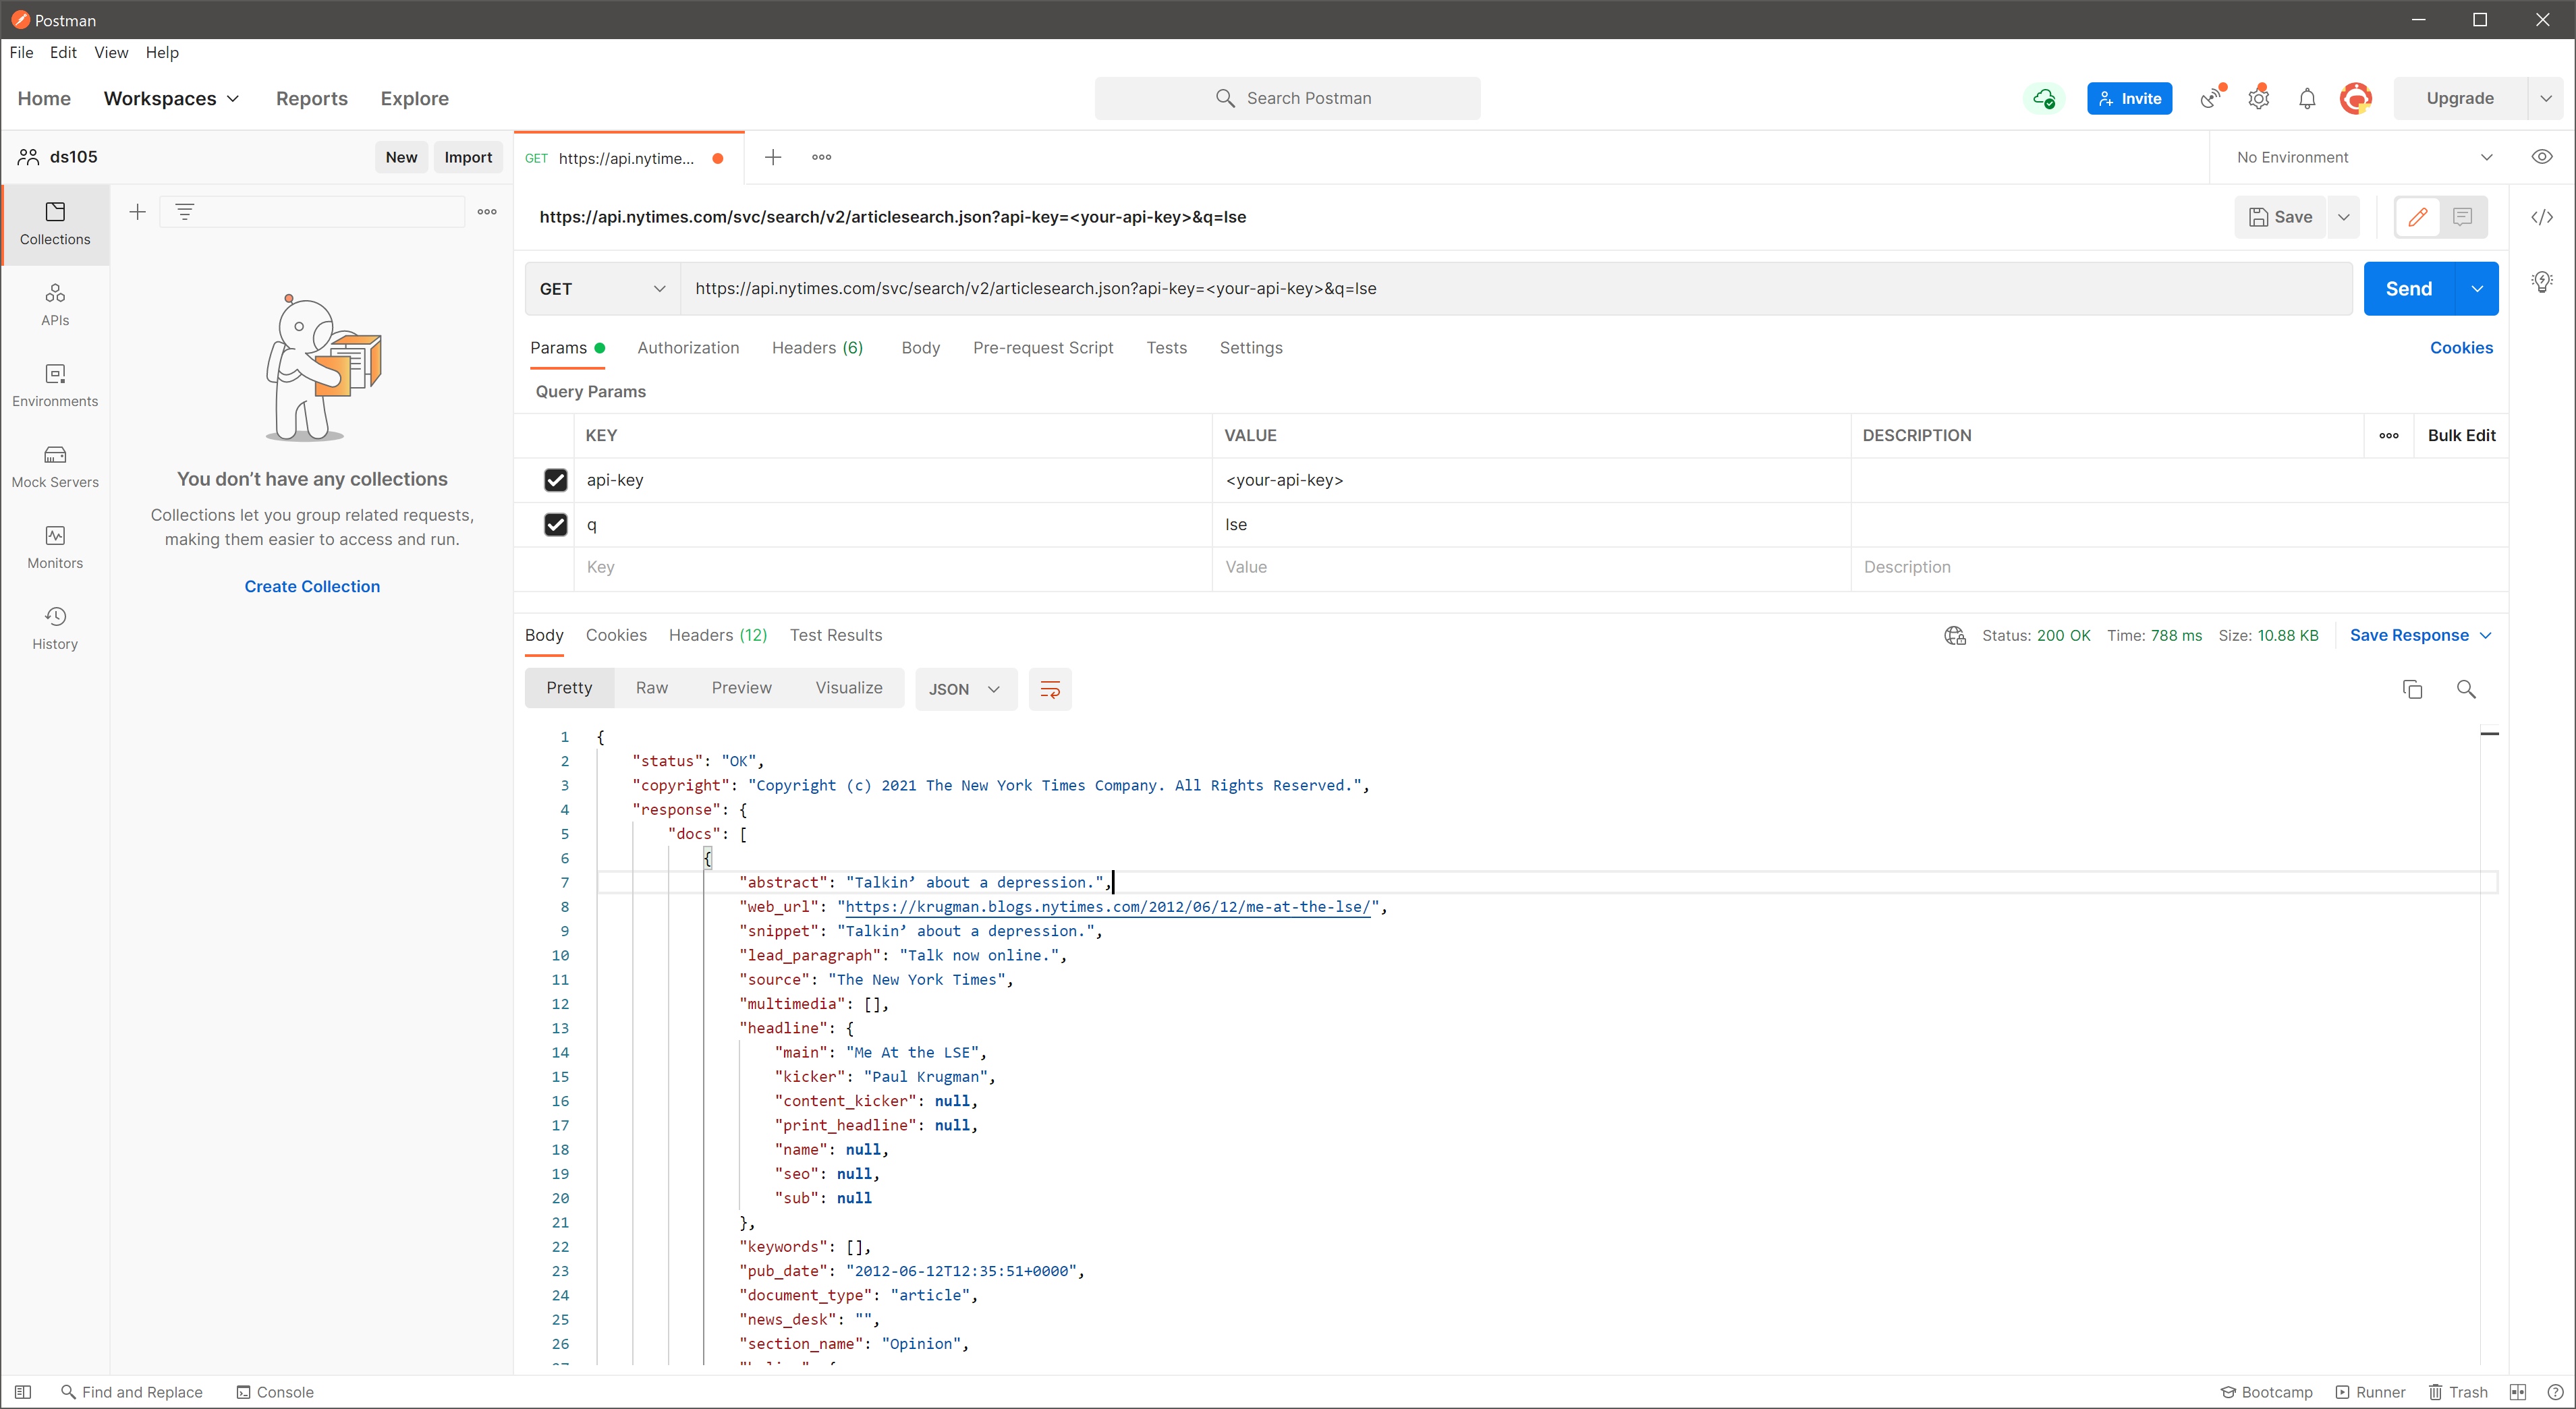 Postman
File Edit View Help
Home Workspaces Reports Explore Search Postman Invite Upgrade
ds105 New Import GET https://api.nytime... No Environment
https://api.nytimes.com/svc/search/v2/articlesearch.json?api-key=<your-api-key>&q=lse Save
Collections
APIs
Environments
Mock Servers
Monitors
History
You don’t have any collections
Collections let you group related requests,
making them easier to access and run.
Create Collection
GET https://api.nytimes.com/svc/search/v2/articlesearch.json?api-key=<your-api-key>&q=lse Send
Params Authorization Headers (6) Body Pre-request Script Tests Settings Cookies
Query Params
KEY VALUE DESCRIPTION Bulk Edit
api-key <your-api-key>
q lse
Key Value Description
Body Cookies Headers (12) Test Results Status: 200 OK Time: 788 ms Size: 10.88 KB Save Response
Pretty Raw Preview Visualize JSON
1 {
2 "status": "OK",
3 "copyright": "Copyright (c) 2021 The New York Times Company. All Rights Reserved.",
4 "response": {
5 "docs": [
6 {
7 "abstract": "Talkin’ about a depression.",
8 "web_url": "https://krugman.blogs.nytimes.com/2012/06/12/me-at-the-lse/",
9 "snippet": "Talkin’ about a depression.",
10 "lead_paragraph": "Talk now online.",
11 "source": "The New York Times",
12 "multimedia": [],
13 "headline": {
14 "main": "Me At the LSE",
15 "kicker": "Paul Krugman",
16 "content_kicker": null,
17 "print_headline": null,
18 "name": null,
19 "seo": null,
20 "sub": null
21 },
22 "keywords": [],
23 "pub_date": "2012-06-12T12:35:51+0000",
24 "document_type": "article",
25 "news_desk": "",
26 "section_name": "Opinion",
Find and Replace Console Bootcamp Runner Trash